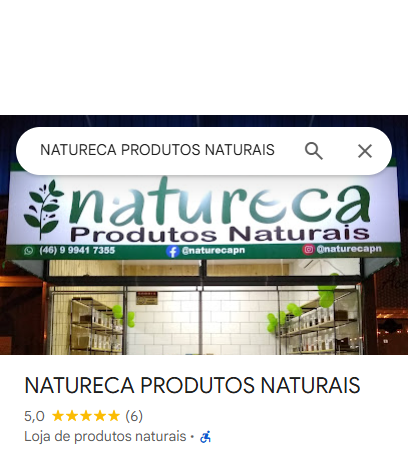 NATURECA PRODUTOS NATURAIS
natureca
Produtos Naturais
(46) 9 9941 7355 @naturecapn @naturecapn
NATURECA PRODUTOS NATURAIS
5,0 (6)
Loja de produtos naturais ·